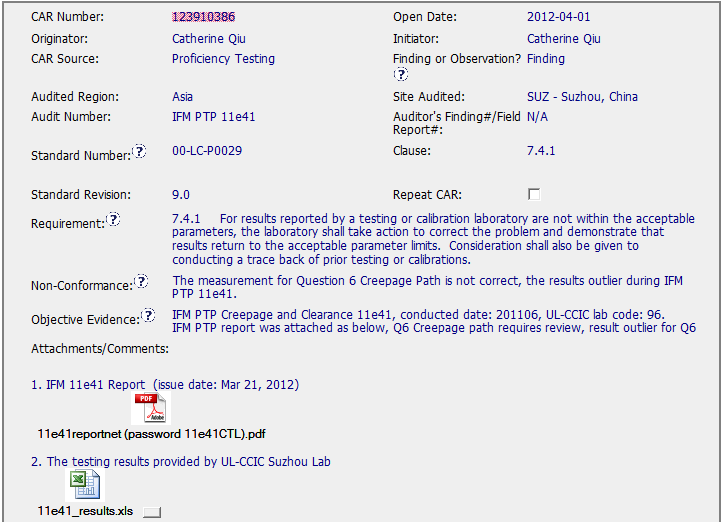 CAR Number: 123910386 Open Date: 2012-04-01
Originator: Catherine Qiu Initiator: Catherine Qiu
CAR Source: Proficiency Testing Finding or Observation? Finding
?
Audited Region: Asia Site Audited: SUZ - Suzhou, China
Audit Number: IFM PTP 11e41 Auditor's Finding#/Field N/A
Report#:
Standard Number: ? 00-LC-P0029 Clause: 7.4.1
Standard Revision: 9.0 Repeat CAR:
Requirement: ? 7.4.1 For results reported by a testing or calibration laboratory are not within the acceptable
parameters, the laboratory shall take action to correct the problem and demonstrate that
results return to the acceptable parameter limits. Consideration shall also be given to
conducting a trace back of prior testing or calibrations.
Non-Conformance: ? The measurement for Question 6 Creepage Path is not correct, the results outlier during IFM
PTP 11e41.
Objective Evidence: ? IFM PTP Creepage and Clearance 11e41, conducted date: 201106, UL-CCIC lab code: 96.
IFM PTP report was attached as below, Q6 Creepage path requires review, result outlier for Q6
Attachments/Comments:
1. IFM 11e41 Report (issue date: Mar 21, 2012)
PDF
Adobe
11e41reportnet (password 11e41CTL).pdf
2. The testing results provided by UL-CCIC Suzhou Lab
11e41_results.xls